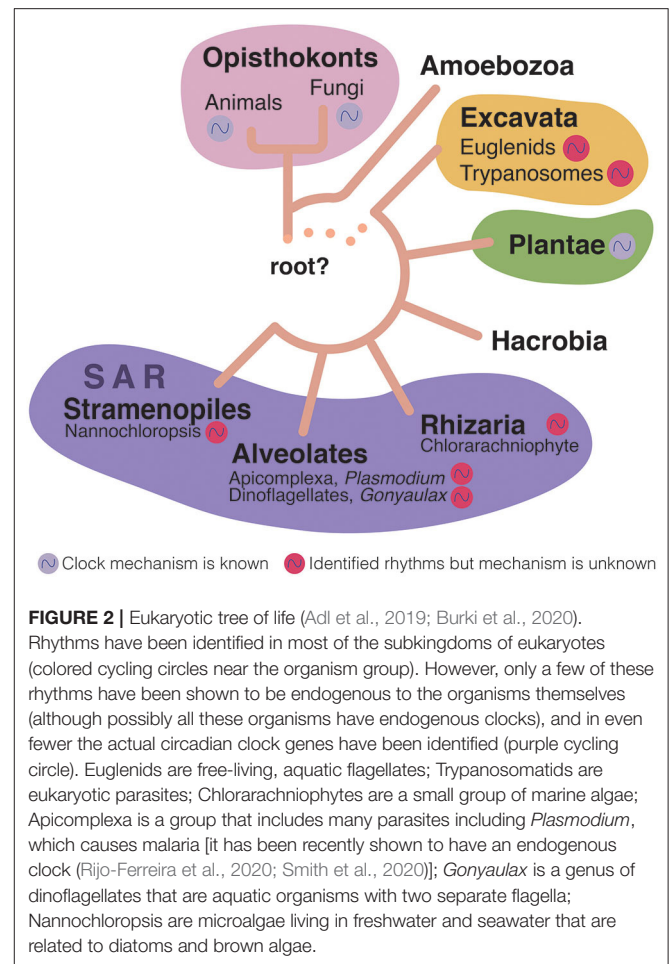 Opisthokonts
Animals
Fungi
Amoebozoa
Excavata
Euglenids
Trypanosomes
Plantae
root?
Hacrobia
SAR
Stramenopiles
Nannochloropsis
Alveolates
Apicomplexa, Plasmodium
Dinoflagellates, Gonyaulax
Rhizaria
Chlorarachniophyte
Clock mechanism is known
Identified rhythms but mechanism is unknown
FIGURE 2 | Eukaryotic tree of life (Adl et al., 2019; Burki et al., 2020).
Rhythms have been identified in most of the subkingdoms of eukaryotes
(colored cycling circles near the organism group). However, only a few of these
rhythms have been shown to be endogenous to the organisms themselves
(although possibly all these organisms have endogenous clocks), and in even
fewer the actual circadian clock genes have been identified (purple cycling
circle). Euglenids are free-living, aquatic flagellates; Trypanosomatids are
eukaryotic parasites; Chlorarachniophytes are a small group of marine algae;
Apicomplexa is a group that includes many parasites including Plasmodium,
which causes malaria [it has been recently shown to have an endogenous
clock (Rijo-Ferreira et al., 2020; Smith et al., 2020)]; Gonyaulax is a genus of
dinoflagellates that are aquatic organisms with two separate flagella;
Nannochloropsis are microalgae living in freshwater and seawater that are
related to diatoms and brown algae.